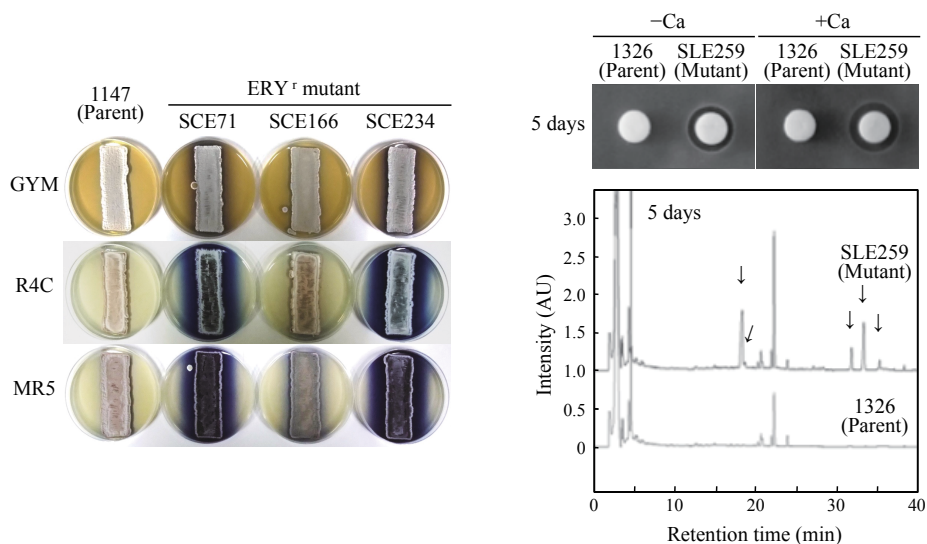 1147
(Parent)
ERY r mutant
SCE71 SCE166 SCE234
GYM
R4C
MR5
−Ca +Ca
1326
(Parent)
SLE259
(Mutant)
1326
(Parent)
SLE259
(Mutant)
5 days
5 days
SLE259
(Mutant)
1326
(Parent)
Intensity (AU)
3.0
2.5
2.0
1.5
1.0
0.5
0
0 10 20 30 40
Retention time (min)